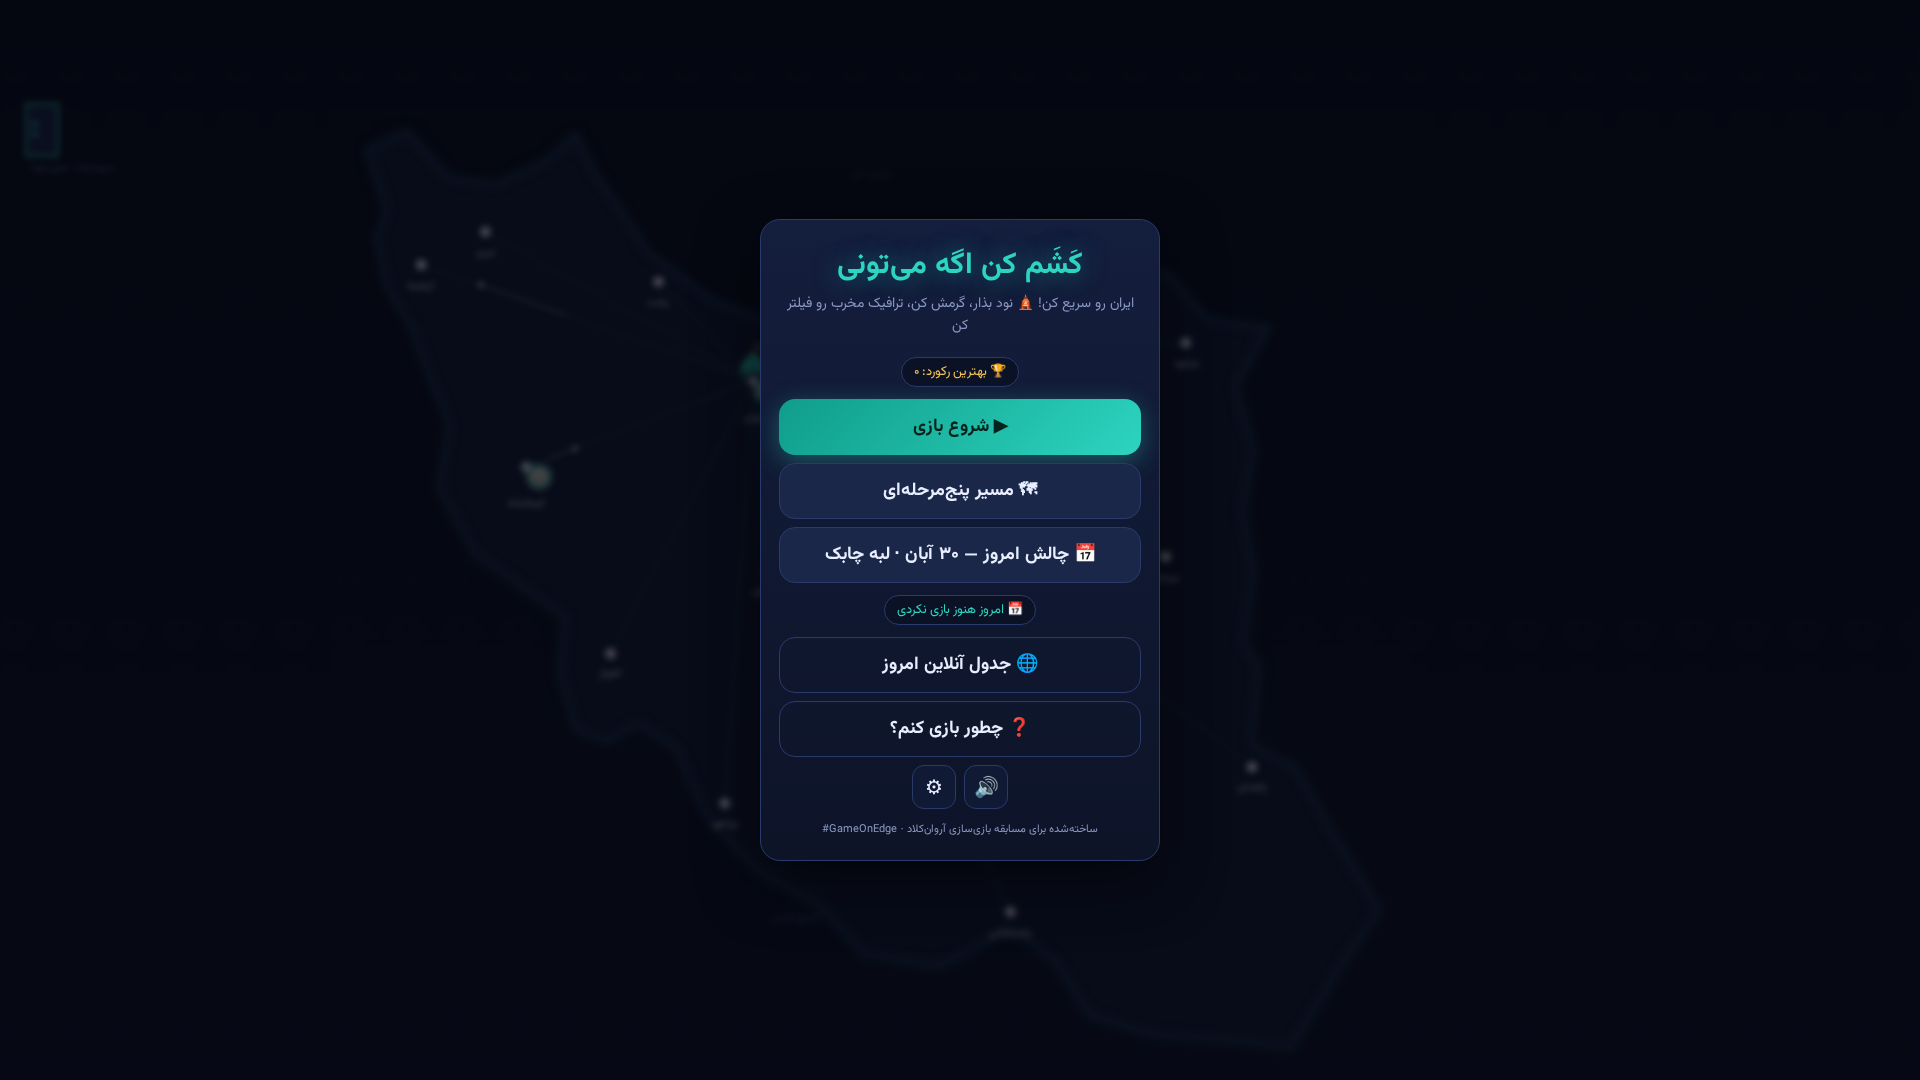 کَشَم کن اگه می‌تونی
ایران رو سریع کن! نود بذار، گرمش کن، ترافیک مخرب رو فیلتر
کن
🏆 بهترین رکورد: ۰
▶ شروع بازی
🗺 مسیر پنج‌مرحله‌ای
📅 چالش امروز — ۳۰ آبان · لبه چابک
📅 امروز هنوز بازی نکردی
🌐 جدول آنلاین امروز
❓ چطور بازی کنم؟
ساخته‌شده برای مسابقه بازی‌سازی آروان‌کلاد · #GameOnEdge